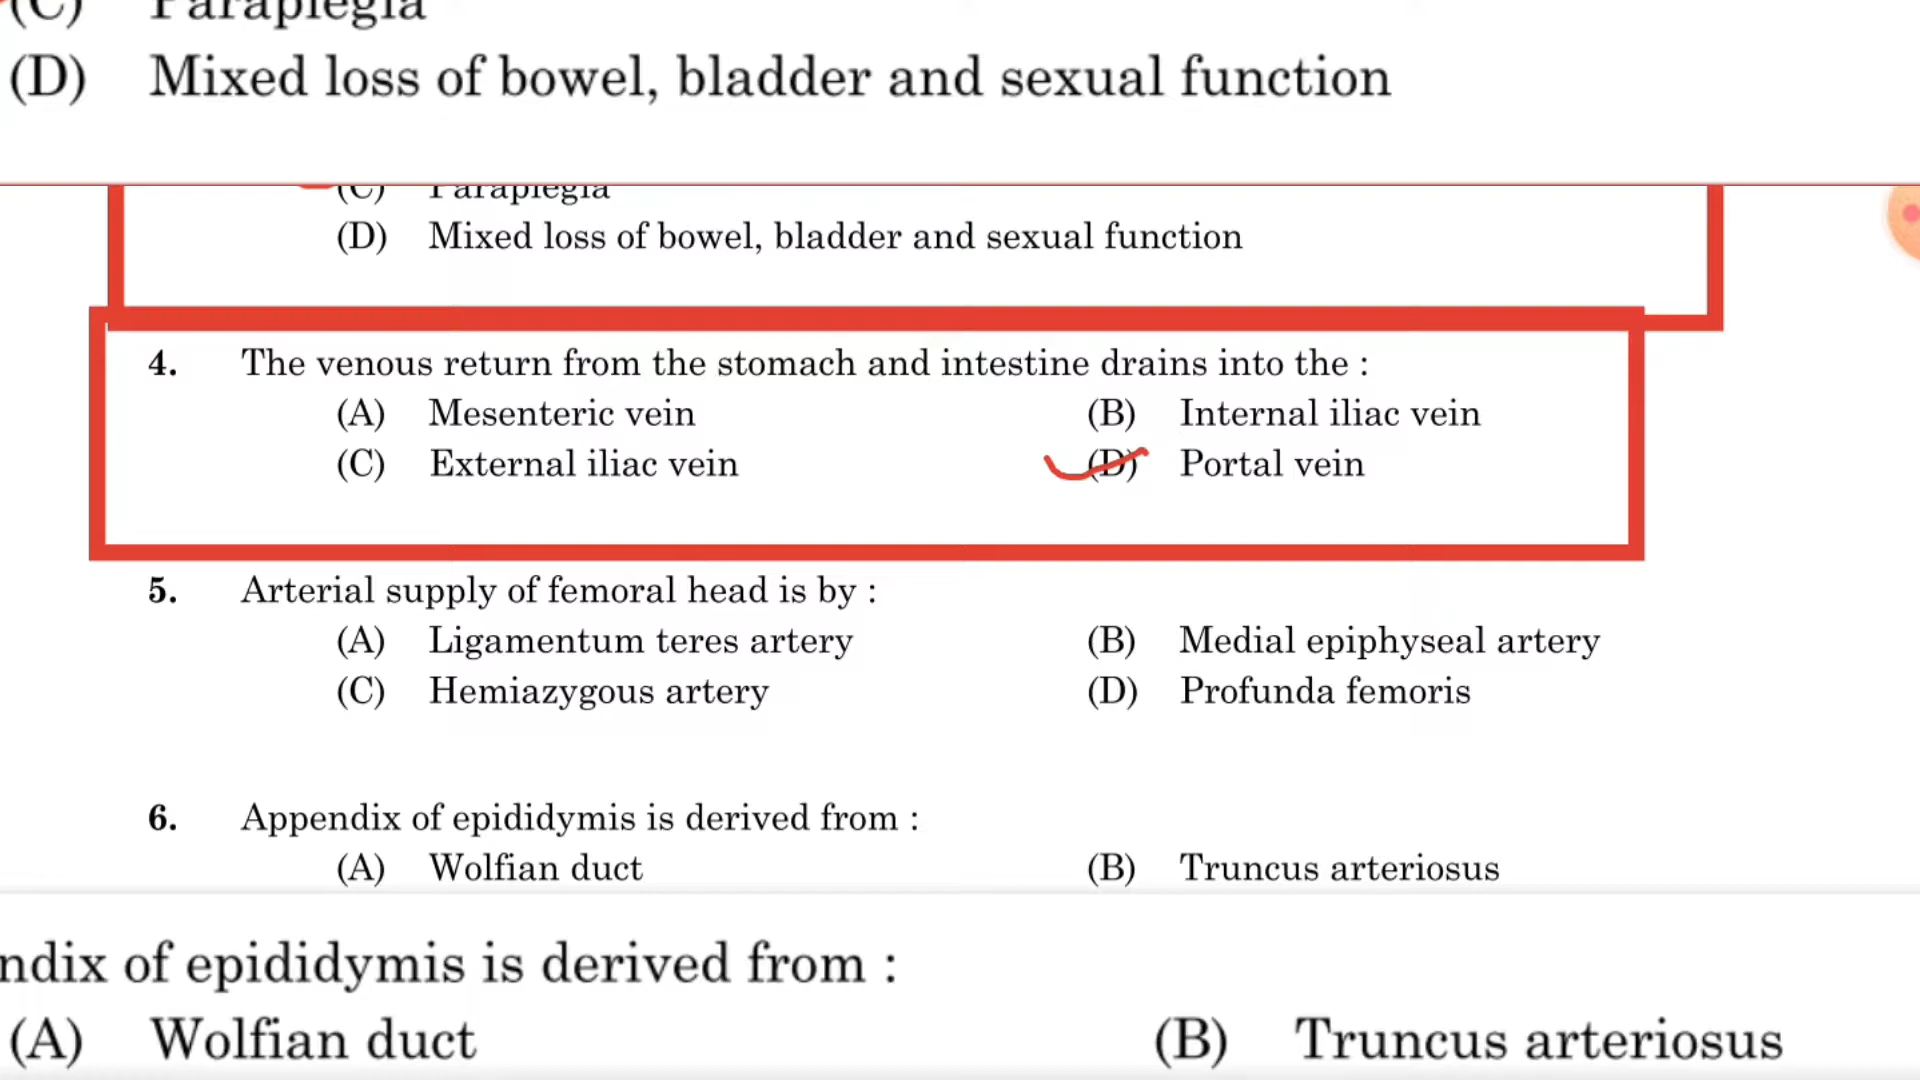 (C) Paraplegia
(D) Mixed loss of bowel, bladder and sexual function
(C) Paraplegia
(D) Mixed loss of bowel, bladder and sexual function
4. The venous return from the stomach and intestine drains into the :
(A) Mesenteric vein (B) Internal iliac vein
(C) External iliac vein (D) Portal vein
5. Arterial supply of femoral head is by :
(A) Ligamentum teres artery (B) Medial epiphyseal artery
(C) Hemiazygous artery (D) Profunda femoris
6. Appendix of epididymis is derived from :
(A) Wolfian duct (B) Truncus arteriosus
ndix of epididymis is derived from :
(A) Wolfian duct (B) Truncus arteriosus